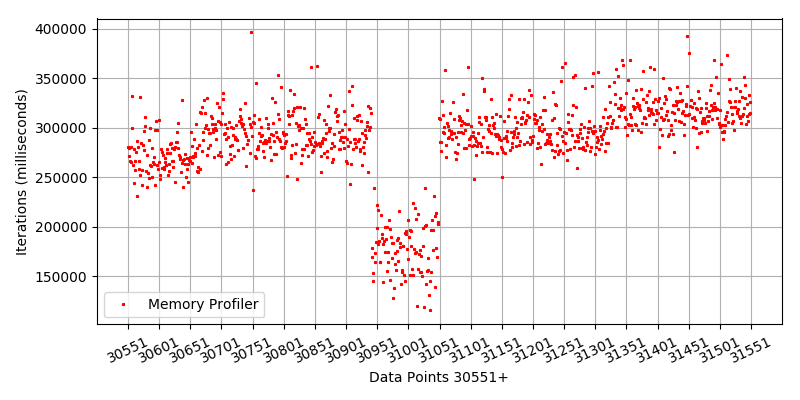 400000
350000
300000
250000
200000
150000
Iterations (milliseconds)
Memory Profiler
30551 30601 30651 30701 30751 30801 30851 30901 30951 31001 31051 31101 31151 31201 31251 31301 31351 31401 31451 31501 31551
Data Points 30551+